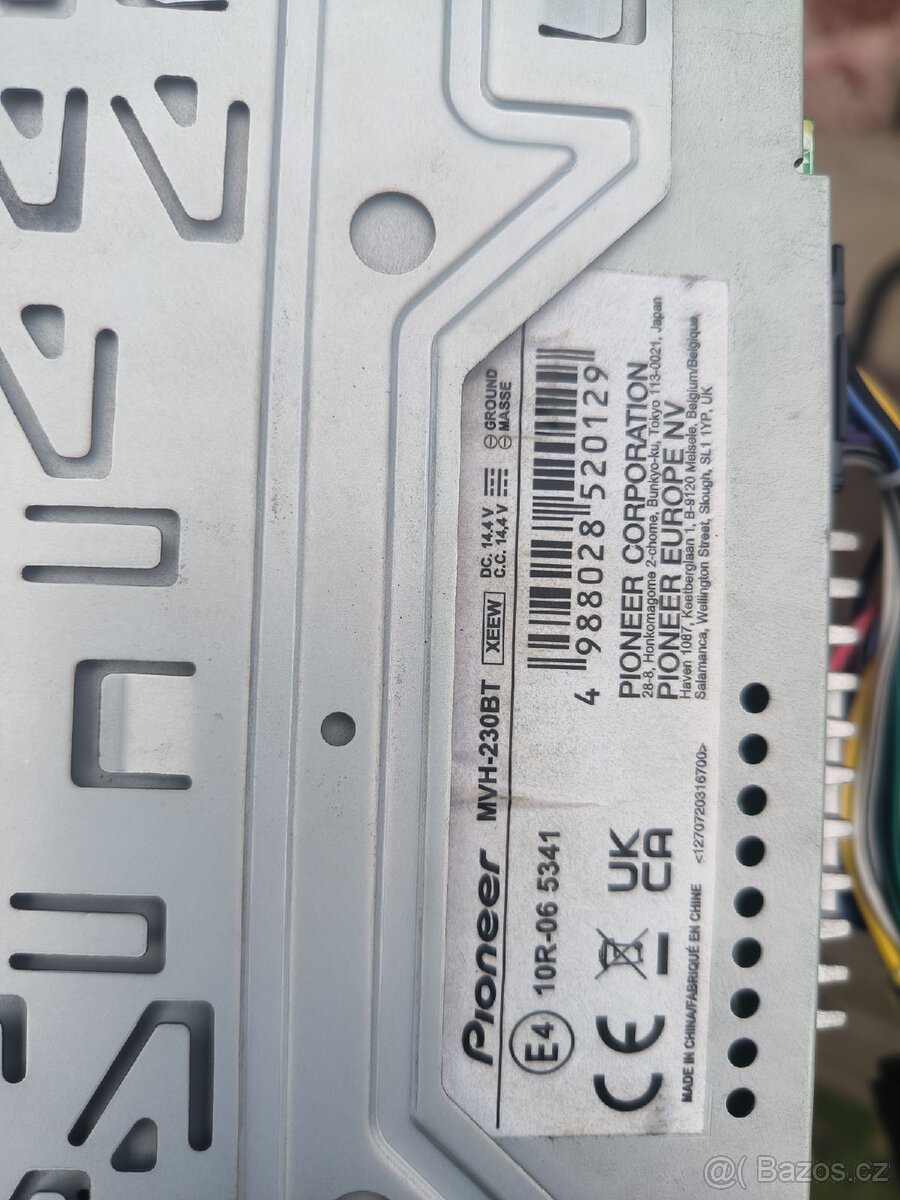 Pioneer MVH-230BT XEEW DC. 14.4 V GROUND
C.C. 14,4 V MASSE
E4 10R-06 5341
4 988028 520129
CE UK
CA
PIONEER CORPORATION
28-8, Honkomagome 2-chome, Bunkyo-ku, Tokyo 113-0021, Japan
PIONEER EUROPE NV
Haven 1087, Keetberglaan 1, B-9120 Melsele, Belgium/Belgique
Salamanca, Wellington Street, Slough, SL1 1YP, UK
MADE IN CHINA/FABRIQUÉ EN CHINE <1270720316700>
@( Bazos.cz